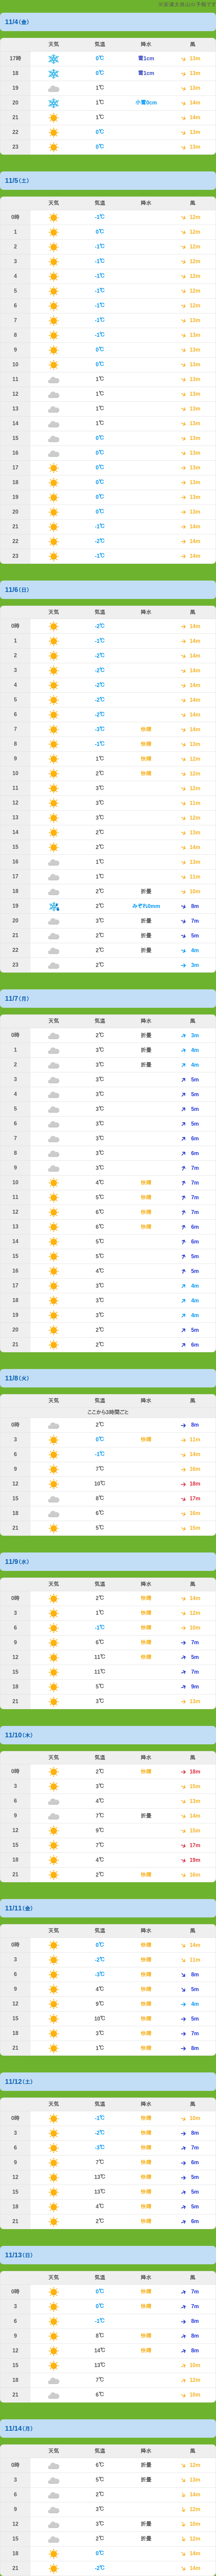 11/4(金)
天気 気温 降水 風
17時 0℃ 雪1cm 13m
18 0℃ 雪1cm 13m
19 1℃ 13m
20 1℃ 小雪0cm 14m
21 1℃ 14m
22 0℃ 13m
23 0℃ 13m
11/5(土)
天気 気温 降水 風
0時 -1℃ 12m
1 0℃ 12m
2 -1℃ 12m
3 -1℃ 12m
4 -1℃ 12m
5 -1℃ 12m
6 -1℃ 12m
7 -1℃ 13m
8 -1℃ 13m
9 0℃ 13m
10 0℃ 13m
11 1℃ 13m
12 1℃ 13m
13 1℃ 13m
14 1℃ 13m
15 0℃ 13m
16 0℃ 13m
17 0℃ 13m
18 0℃ 13m
19 0℃ 13m
20 0℃ 13m
21 -1℃ 14m
22 -2℃ 14m
23 -1℃ 14m
11/6(日)
天気 気温 降水 風
0時 -2℃ 14m
1 -1℃ 14m
2 -2℃ 14m
3 -2℃ 14m
4 -2℃ 14m
5 -2℃ 14m
6 -2℃ 14m
7 -3℃ 快晴 14m
8 -1℃ 快晴 13m
9 1℃ 快晴 12m
10 2℃ 快晴 12m
11 3℃ 12m
12 3℃ 11m
13 3℃ 12m
14 2℃ 13m
15 2℃ 14m
16 1℃ 13m
17 1℃ 11m
18 2℃ 折曇 10m
19 2℃ みぞれ0mm 8m
20 3℃ 折曇 7m
21 2℃ 折曇 5m
22 2℃ 折曇 4m
23 2℃ 3m
11/7(月)
天気 気温 降水 風
0時 2℃ 折曇 3m
1 3℃ 折曇 4m
2 3℃ 折曇 4m
3 3℃ 5m
4 3℃ 5m
5 3℃ 5m
6 3℃ 5m
7 3℃ 6m
8 3℃ 6m
9 3℃ 7m
10 4℃ 快晴 7m
11 5℃ 快晴 7m
12 6℃ 快晴 7m
13 6℃ 快晴 6m
14 5℃ 6m
15 5℃ 5m
16 4℃ 5m
17 3℃ 4m
18 3℃ 4m
19 3℃ 4m
20 2℃ 5m
21 2℃ 6m
11/8(火)
天気 気温 降水 風
ここから3時間ごと
0時 2℃ 8m
3 0℃ 快晴 11m
6 -1℃ 14m
9 7℃ 16m
12 10℃ 18m
15 8℃ 17m
18 6℃ 16m
21 5℃ 15m
11/9(水)
天気 気温 降水 風
0時 2℃ 快晴 14m
3 1℃ 快晴 12m
6 -1℃ 快晴 10m
9 6℃ 快晴 7m
12 11℃ 快晴 5m
15 11℃ 7m
18 5℃ 9m
21 3℃ 13m
11/10(木)
天気 気温 降水 風
0時 2℃ 快晴 18m
3 3℃ 15m
6 4℃ 13m
9 7℃ 折曇 14m
12 9℃ 15m
15 7℃ 17m
18 4℃ 19m
21 2℃ 快晴 16m
11/11(金)
天気 気温 降水 風
0時 0℃ 快晴 14m
3 -2℃ 快晴 11m
6 -3℃ 快晴 8m
9 4℃ 快晴 5m
12 9℃ 快晴 4m
15 10℃ 快晴 5m
18 3℃ 快晴 7m
21 1℃ 快晴 8m
11/12(土)
天気 気温 降水 風
0時 -1℃ 快晴 10m
3 -2℃ 快晴 8m
6 -3℃ 快晴 7m
9 7℃ 快晴 6m
12 13℃ 快晴 5m
15 13℃ 快晴 5m
18 4℃ 快晴 5m
21 2℃ 快晴 6m
11/13(日)
天気 気温 降水 風
0時 0℃ 快晴 7m
3 0℃ 快晴 7m
6 -1℃ 8m
9 8℃ 快晴 8m
12 14℃ 快晴 8m
15 13℃ 10m
18 7℃ 12m
21 6℃ 10m
11/14(月)
天気 気温 降水 風
0時 6℃ 折曇 12m
3 5℃ 折曇 13m
6 2℃ 14m
9 3℃ 12m
12 3℃ 折曇 10m
15 2℃ 折曇 12m
18 0℃ 14m
21 -2℃ 14m